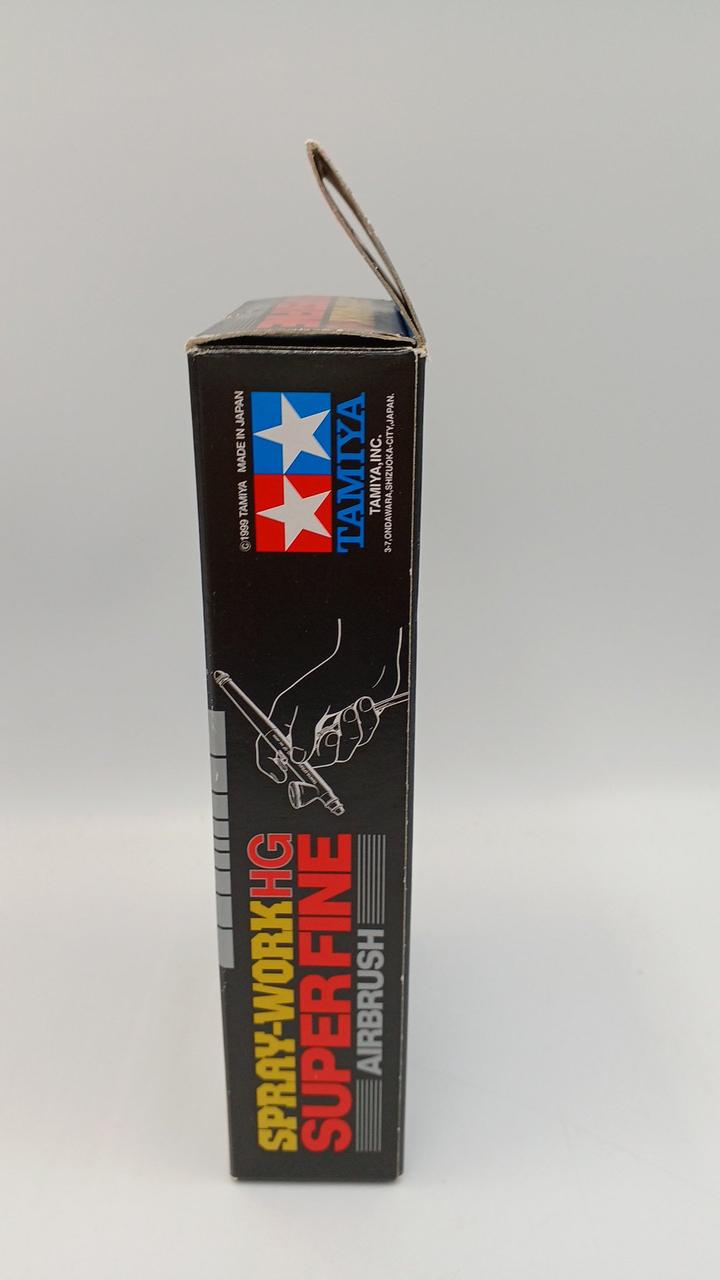 SPRAY-WORK HG
SUPER FINE
AIRBRUSH
©1999 TAMIYA MADE IN JAPAN
TAMIYA
TAMIYA,INC.
3-7,ONDAWARA,SHIZUOKA-CITY,JAPAN.